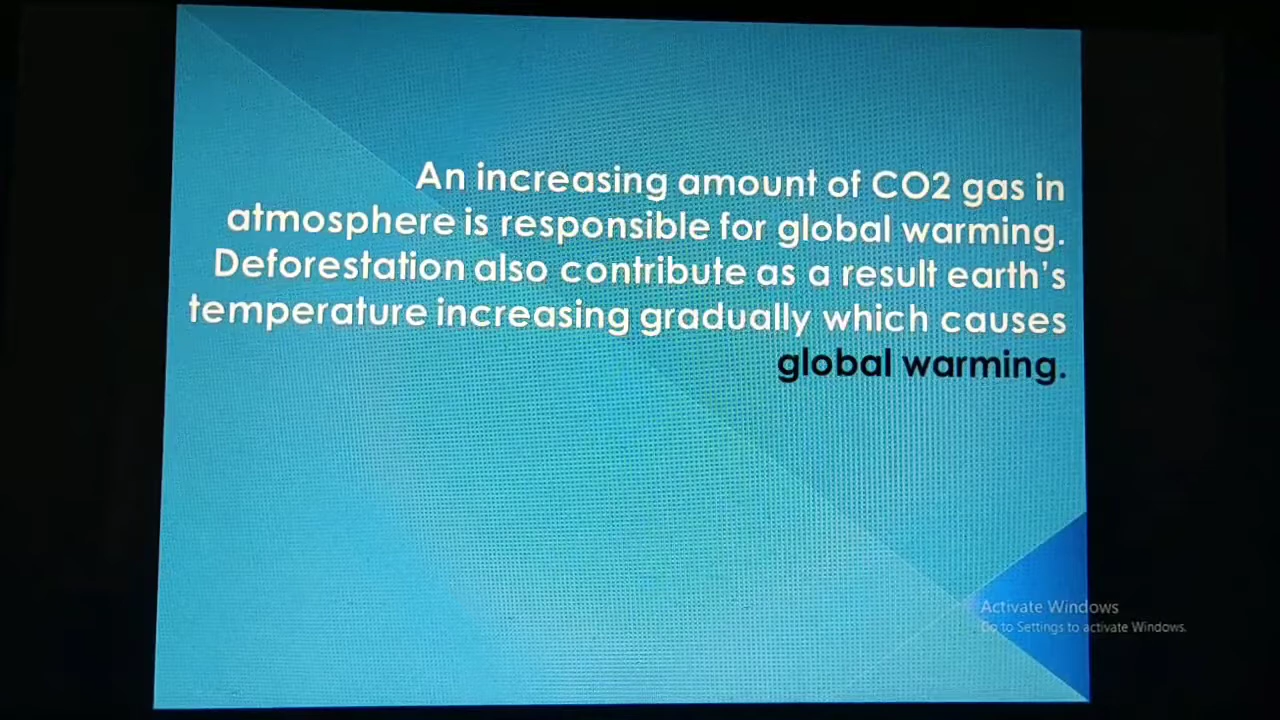 An increasing amount of CO2 gas in
atmosphere is responsible for global warming.
Deforestation also contribute as a result earth's
temperature increasing gradually which causes
global warming.
Activate Windows
Go to Settings to activate Windows.